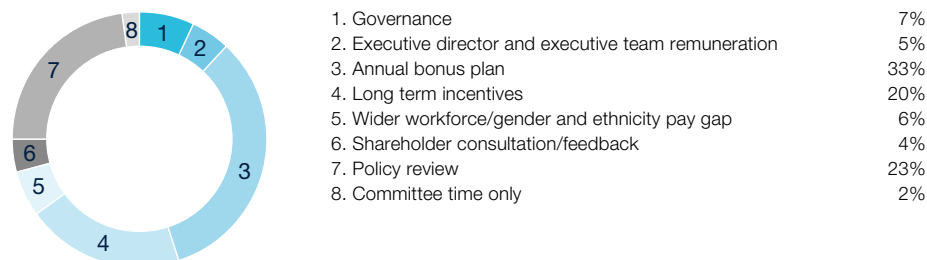 8
1
2
7
3
6
5
4
1. Governance 7%
2. Executive director and executive team remuneration 5%
3. Annual bonus plan 33%
4. Long term incentives 20%
5. Wider workforce/gender and ethnicity pay gap 6%
6. Shareholder consultation/feedback 4%
7. Policy review 23%
8. Committee time only 2%